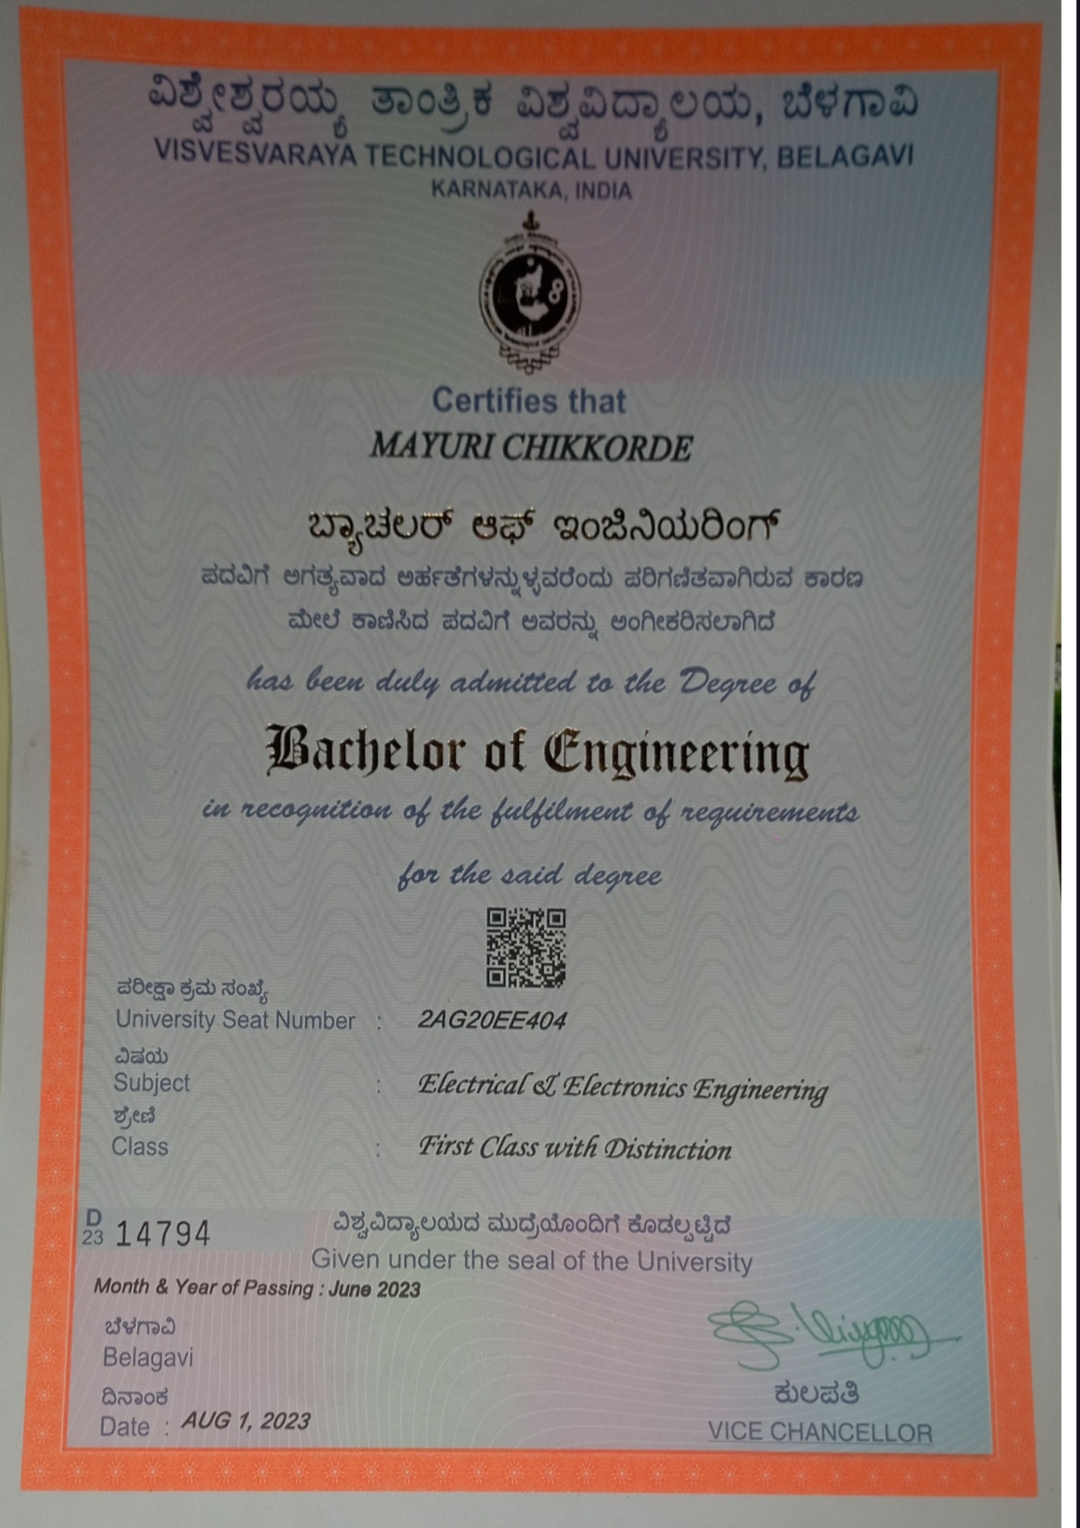 ವಿಶ್ವೇಶ್ವರಯ್ಯ ತಾಂತ್ರಿಕ ವಿಶ್ವವಿದ್ಯಾಲಯ, ಬೆಳಗಾವಿ
VISVESVARAYA TECHNOLOGICAL UNIVERSITY, BELAGAVI
KARNATAKA, INDIA
Certifies that
MAYURI CHIKKORDE
ಬ್ಯಾಚಲರ್ ಆಫ್ ಇಂಜಿನಿಯರಿಂಗ್
ಪದವಿಗೆ ಅಗತ್ಯವಾದ ಅರ್ಹತೆಗಳನ್ನುಳ್ಳವರೆಂದು ಪರಿಗಣಿತವಾಗಿರುವ ಕಾರಣ
ಮೇಲೆ ಕಾಣಿಸಿದ ಪದವಿಗೆ ಅವರನ್ನು ಅಂಗೀಕರಿಸಲಾಗಿದೆ
has been duly admitted to the Degree of
Bachelor of Engineering
in recognition of the fulfilment of requirements
for the said degree
ಪರೀಕ್ಷಾ ಕ್ರಮ ಸಂಖ್ಯೆ
University Seat Number : 2AG20EE404
ವಿಷಯ
Subject : Electrical & Electronics Engineering
ಶ್ರೇಣಿ
Class : First Class with Distinction
D 23 14794
ವಿಶ್ವವಿದ್ಯಾಲಯದ ಮುದ್ರೆಯೊಂದಿಗೆ ಕೊಡಲ್ಪಟ್ಟಿದೆ
Given under the seal of the University
Month & Year of Passing : June 2023
ಬೆಳಗಾವಿ
Belagavi
ದಿನಾಂಕ
Date : AUG 1, 2023
ಕುಲಪತಿ
VICE CHANCELLOR